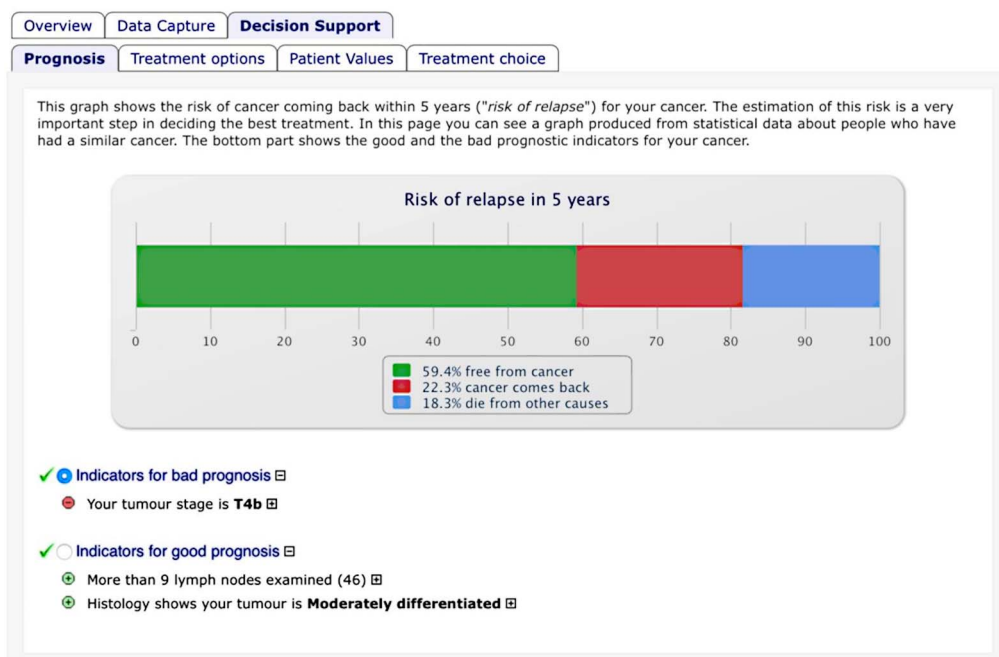 Overview Data Capture Decision Support
Prognosis Treatment options Patient Values Treatment choice
This graph shows the risk of cancer coming back within 5 years ("risk of relapse") for your cancer. The estimation of this risk is a very
important step in deciding the best treatment. In this page you can see a graph produced from statistical data about people who have
had a similar cancer. The bottom part shows the good and the bad prognostic indicators for your cancer.
Risk of relapse in 5 years
0 10 20 30 40 50 60 70 80 90 100
59.4% free from cancer
22.3% cancer comes back
18.3% die from other causes
Indicators for bad prognosis
Your tumour stage is T4b
Indicators for good prognosis
More than 9 lymph nodes examined (46)
Histology shows your tumour is Moderately differentiated